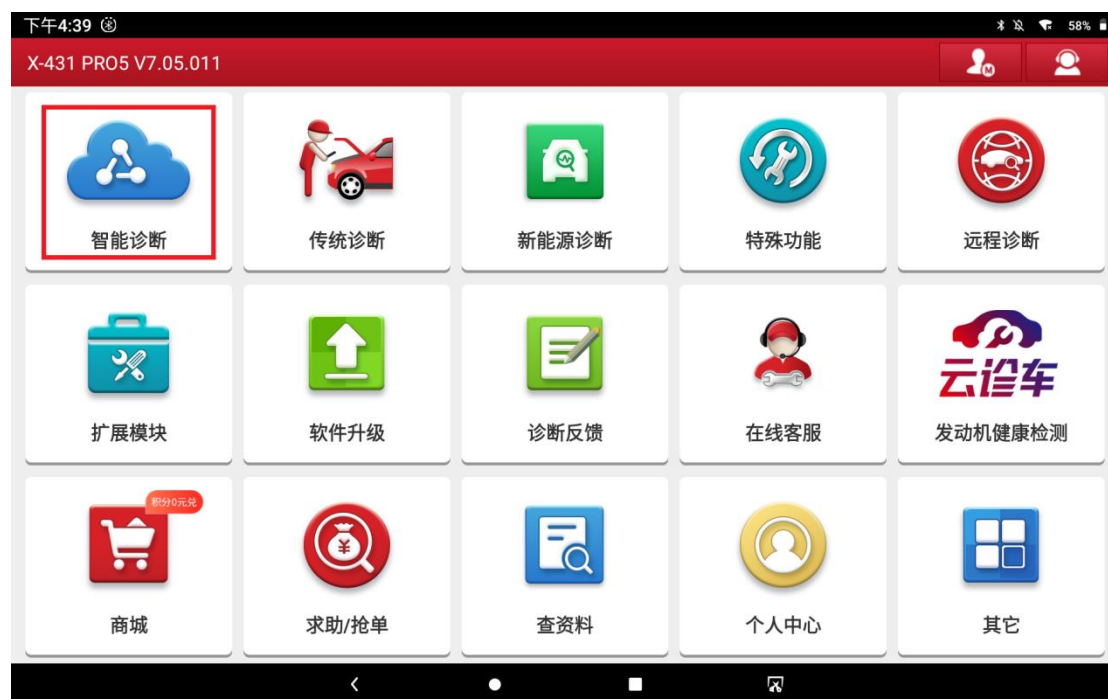 下午4:39
58%
X-431 PRO5 V7.05.011
M
智能诊断
传统诊断
新能源诊断
特殊功能
远程诊断
云诊车
扩展模块
软件升级
诊断反馈
在线客服
发动机健康检测
积分0元兑
¥
商城
求助/抢单
查资料
个人中心
其它